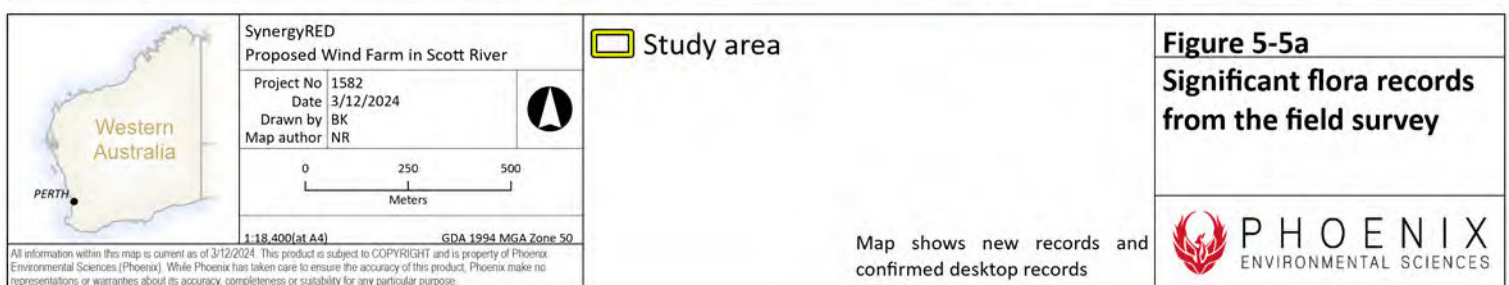 Western
Australia
PERTH
SynergyRED
Proposed Wind Farm in Scott River
Project No 1582
Date 3/12/2024
Drawn by BK
Map author NR
0 250 500
Meters
1:18,400(at A4) GDA 1994 MGA Zone 50
All information within this map is current as of 3/12/2024. This product is subject to COPYRIGHT and is property of Phoenix
Environmental Sciences (Phoenix). While Phoenix has taken care to ensure the accuracy of this product, Phoenix make no
representations or warranties about its accuracy, completeness or suitability for any particular purpose.
Study area
Map shows new records and
confirmed desktop records
Figure 5-5a
Significant flora records
from the field survey
PHOENIX
ENVIRONMENTAL SCIENCES